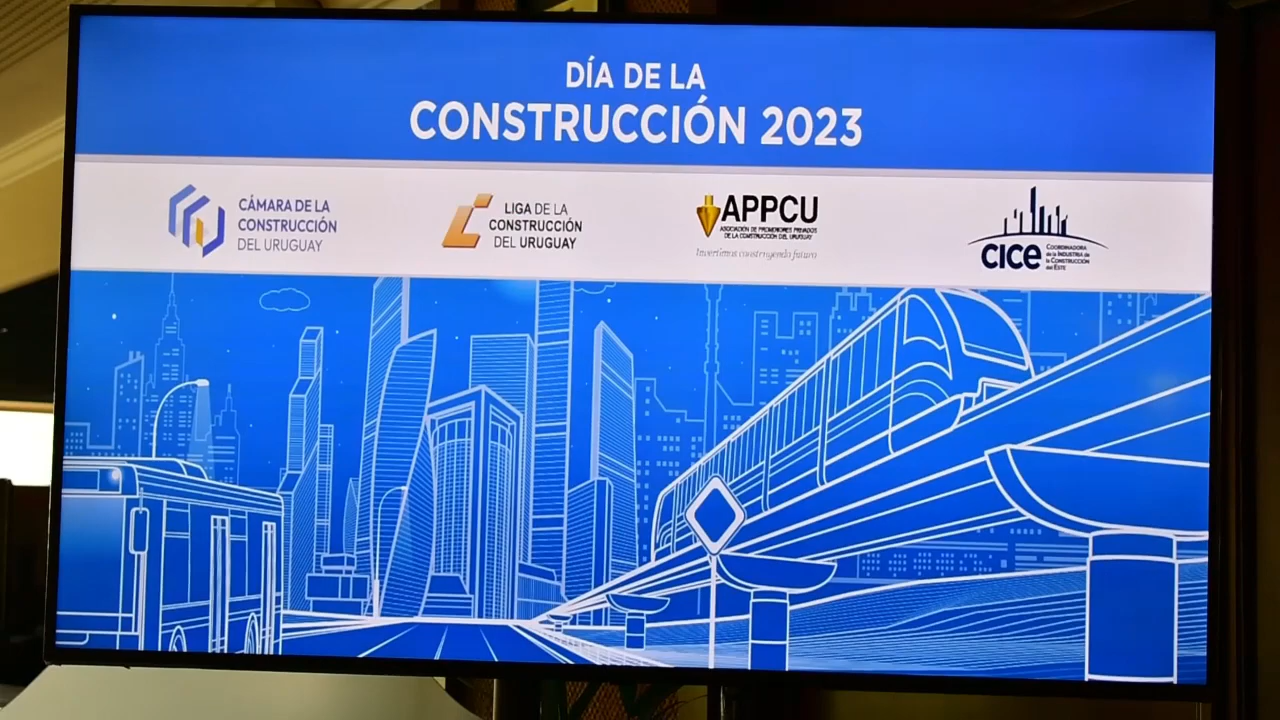 DÍA DE LA
CONSTRUCCIÓN 2023
CÁMARA DE LA
CONSTRUCCIÓN
DEL URUGUAY
LIGA DE LA
CONSTRUCCIÓN
DEL URUGUAY
APPCU
ASOCIACIÓN DE PROMOTORES PRIVADOS
DE LA CONSTRUCCIÓN DEL URUGUAY
Invertimos construyendo futuro
CICE
COORDINADORA
de la INDUSTRIA de
la CONSTRUCCIÓN
del ESTE